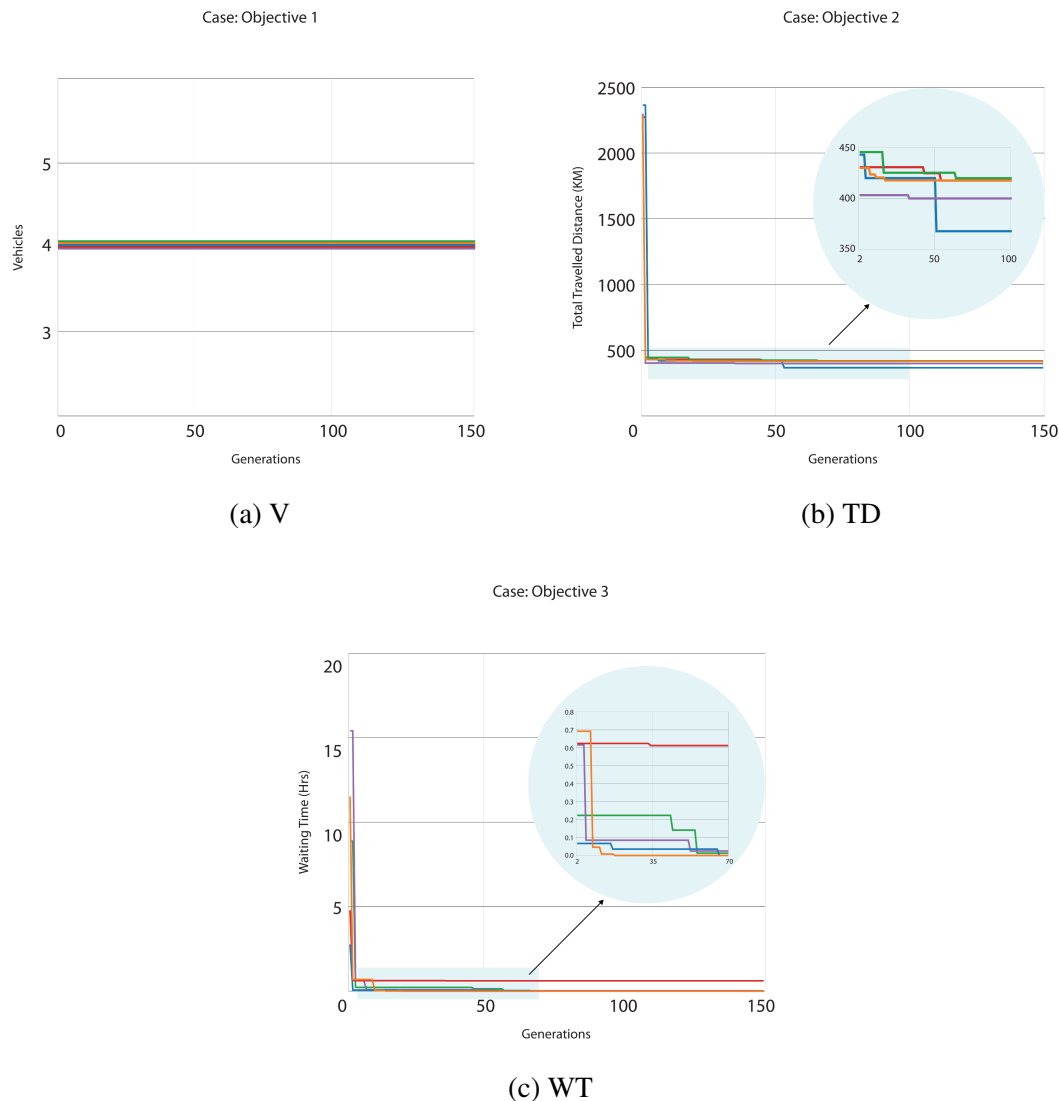 Case: Objective 1
5
4
3
Vehicles
0 50 100 150
Generations
(a) V
Case: Objective 2
2500
2000
1500
1000
500
Total Travelled Distance (KM)
0 50 100 150
Generations
450
400
350
2 50 100
(b) TD
Case: Objective 3
20
15
10
5
Waiting Time (Hrs)
0 50 100 150
Generations
0.8
0.7
0.6
0.5
0.4
0.3
0.2
0.1
0.0
2 35 70
(c) WT